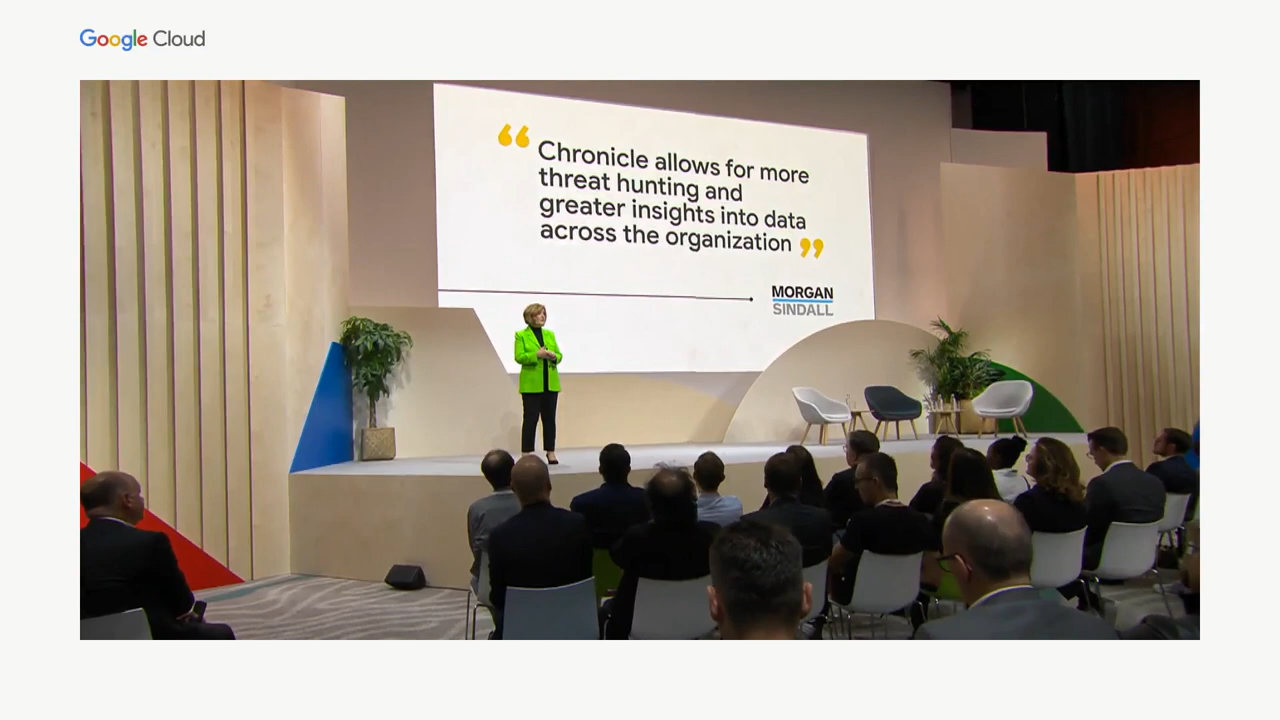 Google Cloud
“ Chronicle allows for more
threat hunting and
greater insights into data
across the organization ”
MORGAN
SINDALL